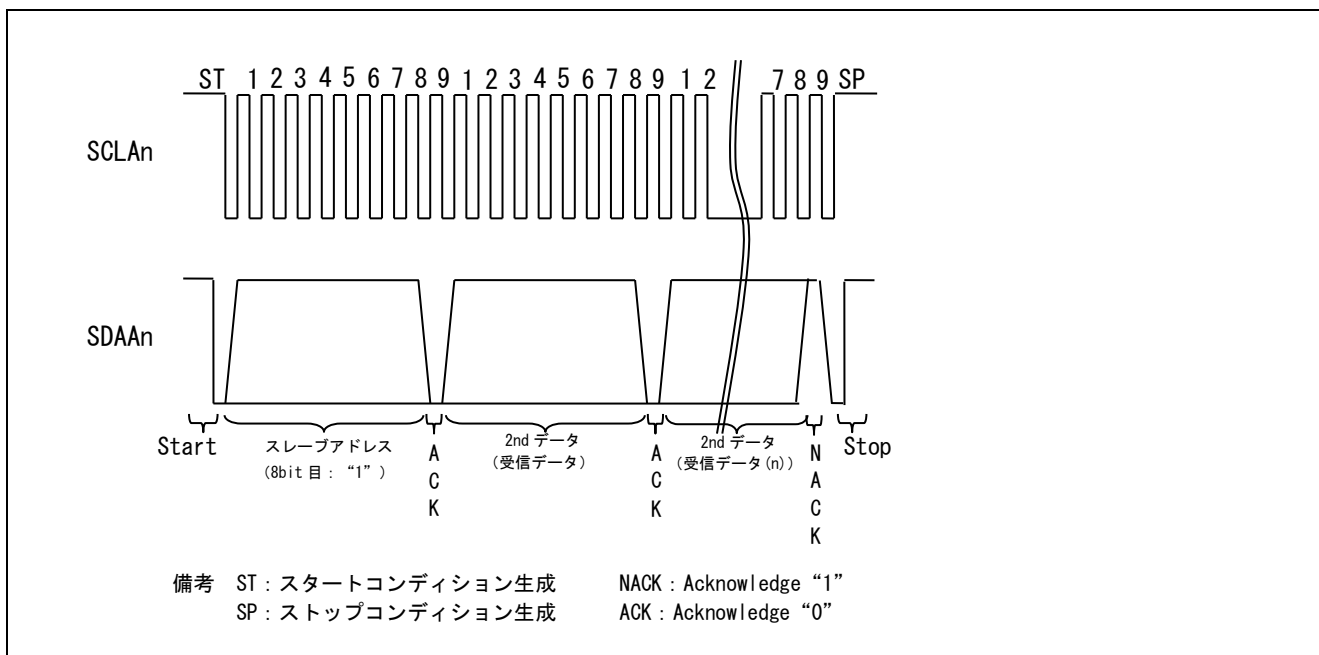 ST 1 2 3 4 5 6 7 8 9 1 2 3 4 5 6 7 8 9 1 2 7 8 9 SP
SCLAn
SDAAn
Start
スレーブアドレス
(8bit 目： “1”)
ACK
2nd データ
(受信データ)
ACK
2nd データ
(受信データ(n))
NACK
Stop
備考 ST：スタートコンディション生成 NACK：Acknowledge “1”
SP：ストップコンディション生成 ACK：Acknowledge “0”